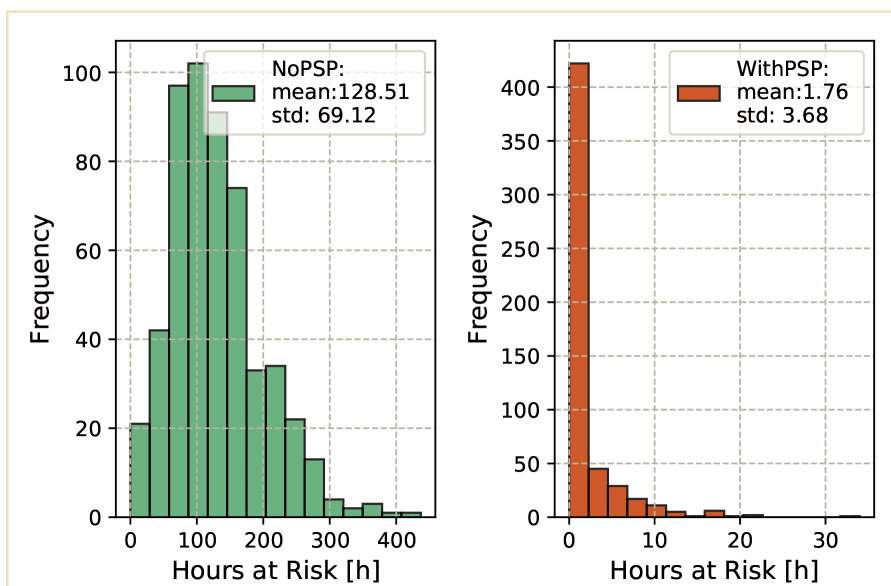 NoPSP:
mean:128.51
std: 69.12
100
80
60
40
20
0
Frequency
0 100 200 300 400
Hours at Risk [h]
WithPSP:
mean:1.76
std: 3.68
400
350
300
250
200
150
100
50
0
Frequency
0 10 20 30
Hours at Risk [h]